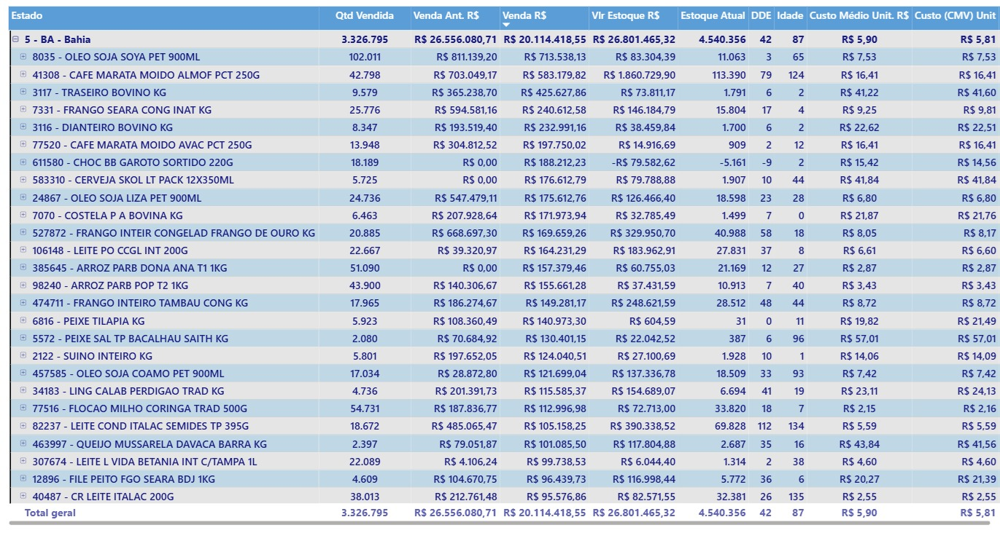 Estado Qtd Vendida Venda Ant. R$ Venda R$ Vlr Estoque R$ Estoque Atual DDE Idade Custo Médio Unit. R$ Custo (CMV) Unit
5 - BA - Bahia 3.326.795 R$ 26.556.080,71 R$ 20.114.418,55 R$ 26.801.465,32 4.540.356 42 87 R$ 5,90 R$ 5,81
8035 - OLEO SOJA SOYA PET 900ML 102.011 R$ 811.139,20 R$ 713.538,13 R$ 83.304,39 11.063 3 65 R$ 7,53 R$ 7,53
41308 - CAFE MARATA MOIDO ALMOF PCT 250G 42.798 R$ 703.049,17 R$ 583.179,82 R$ 1.860.729,90 113.390 79 124 R$ 16,41 R$ 16,41
3117 - TRASEIRO BOVINO KG 9.579 R$ 365.238,70 R$ 425.627,86 R$ 73.811,17 1.791 6 2 R$ 41,22 R$ 41,60
7331 - FRANGO SEARA CONG INAT KG 25.776 R$ 594.581,16 R$ 240.612,58 R$ 146.184,79 15.804 17 4 R$ 9,25 R$ 9,81
3116 - DIANTEIRO BOVINO KG 8.347 R$ 193.519,40 R$ 232.991,16 R$ 38.459,84 1.700 6 2 R$ 22,62 R$ 22,51
77520 - CAFE MARATA MOIDO AVAC PCT 250G 13.948 R$ 304.812,52 R$ 197.750,02 R$ 14.916,69 909 2 12 R$ 16,41 R$ 16,41
611580 - CHOC BB GAROTO SORTIDO 220G 18.189 R$ 0,00 R$ 188.212,23 -R$ 79.582,62 -5.161 -9 2 R$ 15,42 R$ 14,56
583310 - CERVEJA SKOL LT PACK 12X350ML 5.725 R$ 0,00 R$ 176.612,79 R$ 79.788,88 1.907 10 44 R$ 41,84 R$ 41,84
24867 - OLEO SOJA LIZA PET 900ML 24.736 R$ 547.479,11 R$ 175.612,76 R$ 126.466,40 18.598 23 28 R$ 6,80 R$ 6,80
7070 - COSTELA P A BOVINA KG 6.463 R$ 207.928,64 R$ 171.973,94 R$ 32.785,49 1.499 7 0 R$ 21,87 R$ 21,76
527872 - FRANGO INTEIR CONGELAD FRANGO DE OURO KG 20.885 R$ 668.697,30 R$ 169.659,26 R$ 329.950,70 40.988 58 18 R$ 8,05 R$ 8,17
106148 - LEITE PO CCGL INT 200G 22.667 R$ 39.320,97 R$ 164.231,29 R$ 183.962,91 27.831 37 8 R$ 6,61 R$ 6,60
385645 - ARROZ PARB DONA ANA T1 1KG 51.090 R$ 0,00 R$ 157.379,46 R$ 60.755,03 21.169 12 27 R$ 2,87 R$ 2,87
98240 - ARROZ PARB POP T2 1KG 43.900 R$ 140.306,67 R$ 155.661,28 R$ 37.431,59 10.913 7 40 R$ 3,43 R$ 3,43
474711 - FRANGO INTEIRO TAMBAU CONG KG 17.965 R$ 186.274,67 R$ 149.281,17 R$ 248.621,59 28.512 48 44 R$ 8,72 R$ 8,72
6816 - PEIXE TILAPIA KG 5.923 R$ 108.360,49 R$ 140.973,30 R$ 604,59 31 0 11 R$ 19,82 R$ 21,49
5572 - PEIXE SAL TP BACALHAU SAITH KG 2.080 R$ 70.684,92 R$ 130.401,15 R$ 22.042,52 387 6 96 R$ 57,01 R$ 57,01
2122 - SUINO INTEIRO KG 5.801 R$ 197.652,05 R$ 124.040,51 R$ 27.100,69 1.928 10 1 R$ 14,06 R$ 14,09
457585 - OLEO SOJA COAMO PET 900ML 17.034 R$ 28.872,80 R$ 121.699,04 R$ 137.336,78 18.509 33 93 R$ 7,42 R$ 7,42
34183 - LING CALAB PERDIGAO TRAD KG 4.736 R$ 201.391,73 R$ 115.585,37 R$ 154.689,07 6.694 41 19 R$ 23,11 R$ 24,13
77516 - FLOCAO MILHO CORINGA TRAD 500G 54.731 R$ 187.836,77 R$ 112.996,98 R$ 72.713,00 33.820 18 7 R$ 2,15 R$ 2,16
82237 - LEITE COND ITALAC SEMIDES TP 395G 18.672 R$ 485.065,47 R$ 105.158,25 R$ 390.338,52 69.828 112 134 R$ 5,59 R$ 5,59
463997 - QUEIJO MUSSARELA DAVACA BARRA KG 2.397 R$ 79.051,87 R$ 101.085,50 R$ 117.804,88 2.687 35 16 R$ 43,84 R$ 41,56
307674 - LEITE L VIDA BETANIA INT C/TAMPA 1L 22.089 R$ 4.106,24 R$ 99.738,53 R$ 6.044,40 1.314 2 38 R$ 4,60 R$ 4,60
12896 - FILE PEITO FGO SEARA BDJ 1KG 4.609 R$ 104.670,75 R$ 96.439,73 R$ 116.998,44 5.772 36 6 R$ 20,27 R$ 21,39
40487 - CR LEITE ITALAC 200G 38.013 R$ 212.761,48 R$ 95.576,86 R$ 82.571,55 32.381 26 135 R$ 2,55 R$ 2,55
Total geral 3.326.795 R$ 26.556.080,71 R$ 20.114.418,55 R$ 26.801.465,32 4.540.356 42 87 R$ 5,90 R$ 5,81